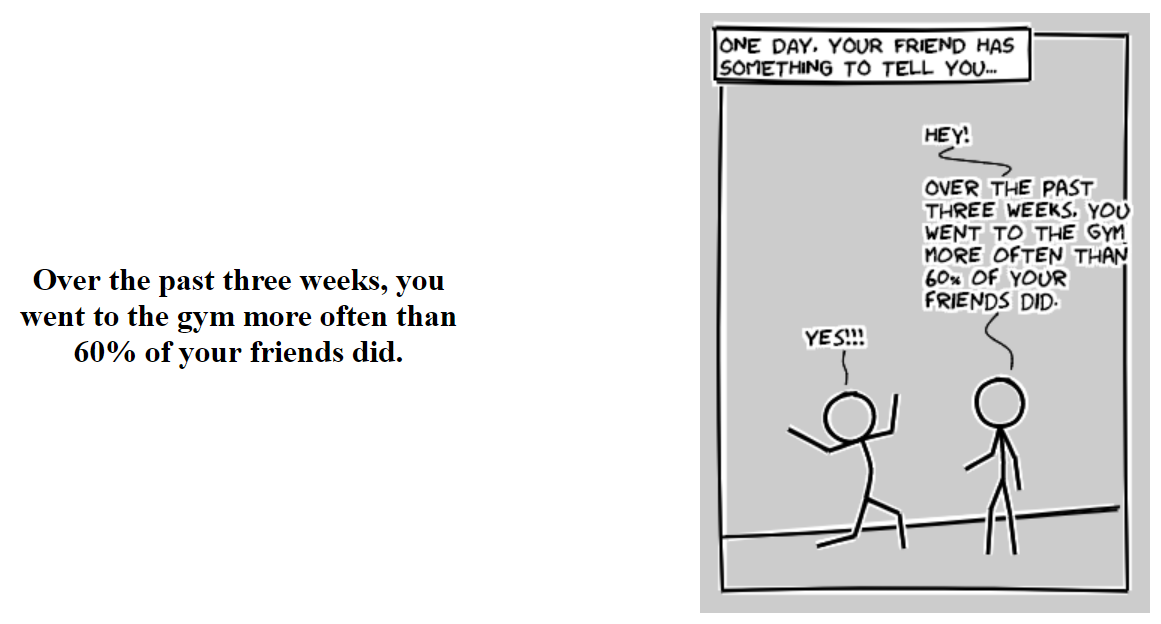 Over the past three weeks, you
went to the gym more often than
60% of your friends did.
ONE DAY, YOUR FRIEND HAS
SOMETHING TO TELL YOU...
HEY!
OVER THE PAST
THREE WEEKS, YOU
WENT TO THE GYM
MORE OFTEN THAN
60% OF YOUR
FRIENDS DID.
YES!!!